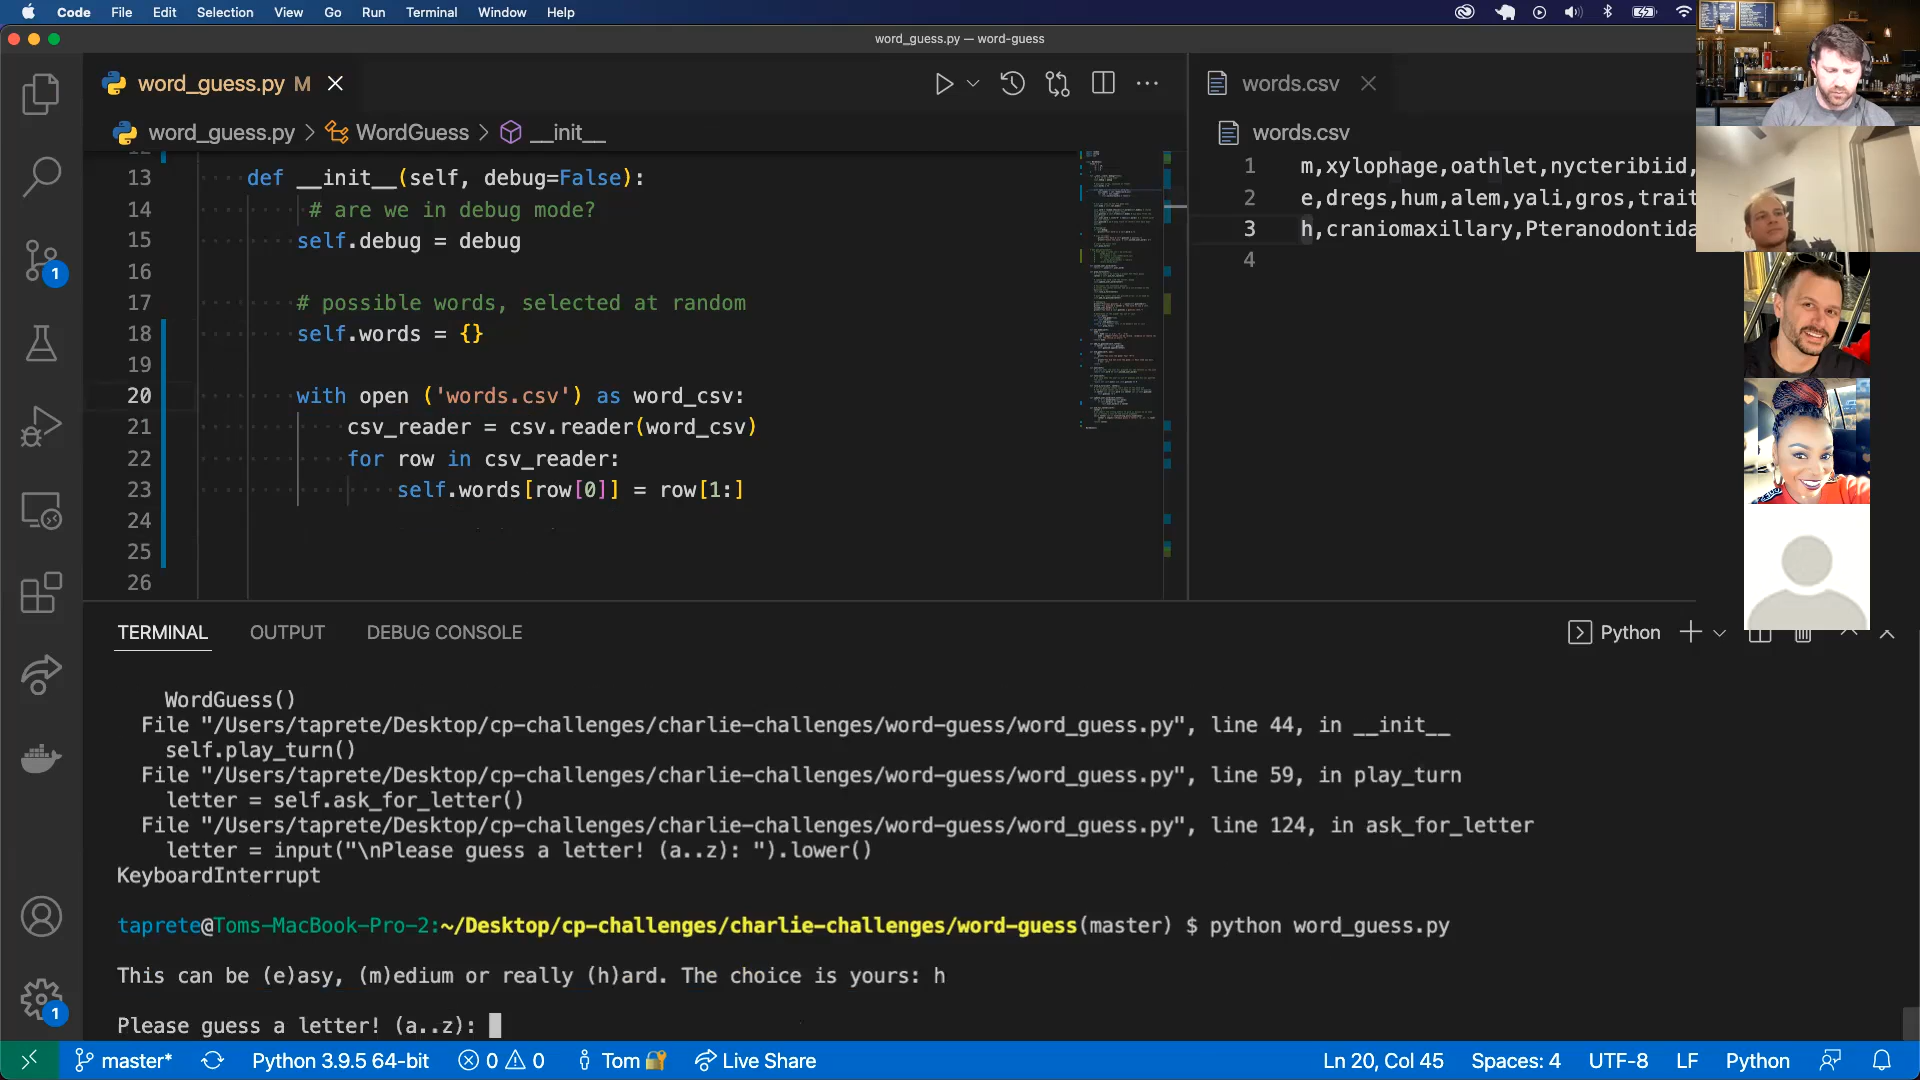 Code File Edit Selection View Go Run Terminal Window Help
word_guess.py — word-guess
word_guess.py M
words.csv
word_guess.py > WordGuess > __init__
words.csv
13 def __init__(self, debug=False):
14 # are we in debug mode?
15 self.debug = debug
16
17 # possible words, selected at random
18 self.words = {}
19
20 with open ('words.csv') as word_csv:
21 csv_reader = csv.reader(word_csv)
22 for row in csv_reader:
23 self.words[row[0]] = row[1:]
24
25
26
1 m,xylophage,oathlet,nycteribiid,
2 e,dregs,hum,alem,yali,gros,trait
3 h,craniomaxillary,Pteranodontida
4
TERMINAL OUTPUT DEBUG CONSOLE
Python
WordGuess()
File "/Users/taprete/Desktop/cp-challenges/charlie-challenges/word-guess/word_guess.py", line 44, in __init__
self.play_turn()
File "/Users/taprete/Desktop/cp-challenges/charlie-challenges/word-guess/word_guess.py", line 59, in play_turn
letter = self.ask_for_letter()
File "/Users/taprete/Desktop/cp-challenges/charlie-challenges/word-guess/word_guess.py", line 124, in ask_for_letter
letter = input("\nPlease guess a letter! (a..z): ").lower()
KeyboardInterrupt
taprete@Toms-MacBook-Pro-2:~/Desktop/cp-challenges/charlie-challenges/word-guess(master) $ python word_guess.py
This can be (e)asy, (m)edium or really (h)ard. The choice is yours: h
Please guess a letter! (a..z):
1
1
master* Python 3.9.5 64-bit 0 0 Tom Live Share Ln 20, Col 45 Spaces: 4 UTF-8 LF Python